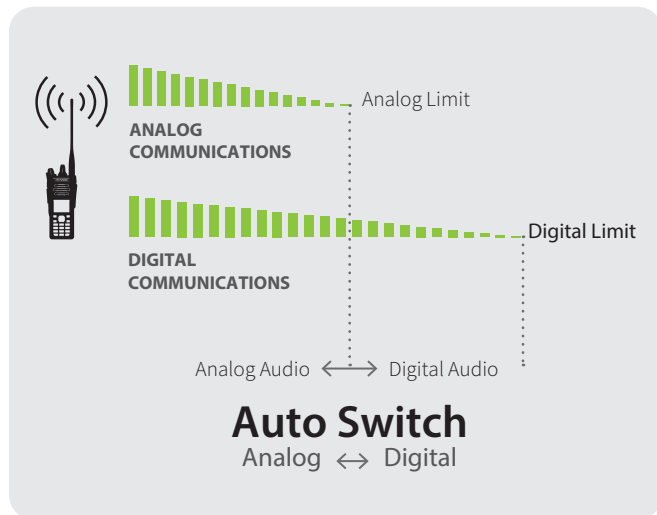 Analog Limit
ANALOG
COMMUNICATIONS
Digital Limit
DIGITAL
COMMUNICATIONS
Analog Audio ↔ Digital Audio
Auto Switch
Analog ↔ Digital